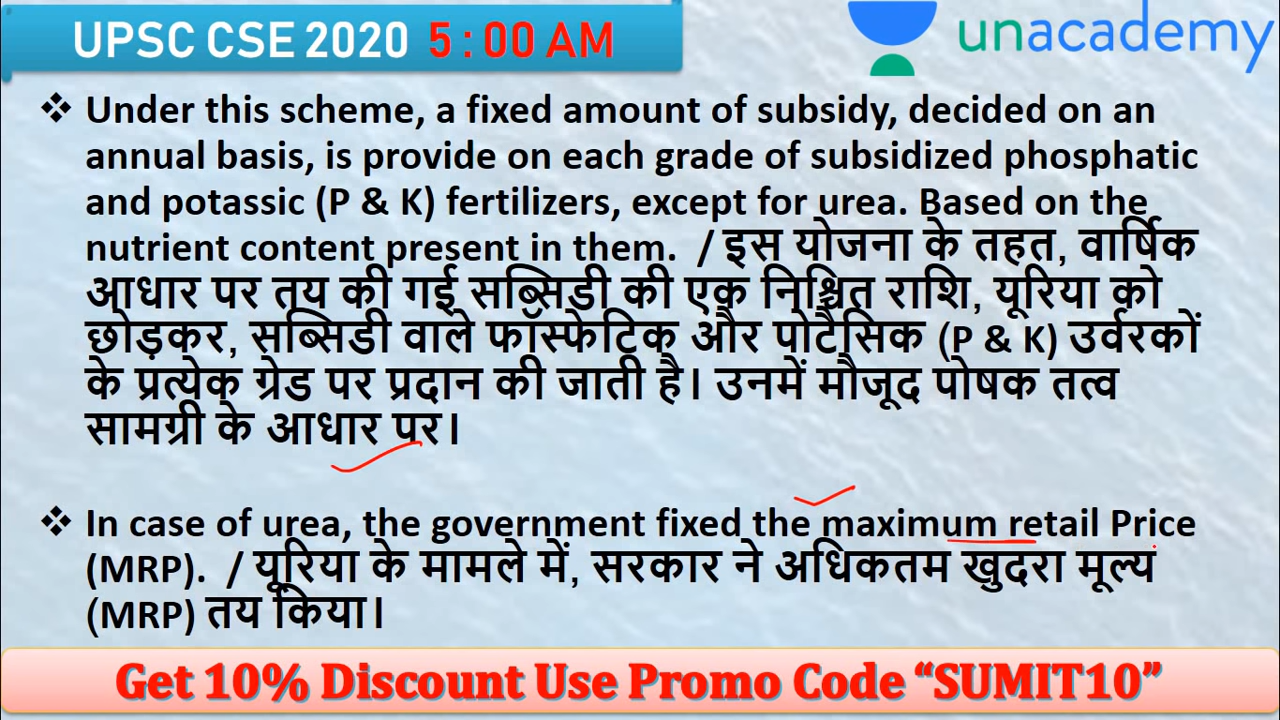 UPSC CSE 2020 5 : 00 AM
unacademy
❖ Under this scheme, a fixed amount of subsidy, decided on an
annual basis, is provide on each grade of subsidized phosphatic
and potassic (P & K) fertilizers, except for urea. Based on the
nutrient content present in them. / इस योजना के तहत, वार्षिक
आधार पर तय की गई सब्सिडी की एक निश्चित राशि, यूरिया को
छोड़कर, सब्सिडी वाले फॉस्फेटिक और पोटैसिक (P & K) उर्वरकों
के प्रत्येक ग्रेड पर प्रदान की जाती है। उनमें मौजूद पोषक तत्व
सामग्री के आधार पर।
❖ In case of urea, the government fixed the maximum retail Price
(MRP). / यूरिया के मामले में, सरकार ने अधिकतम खुदरा मूल्य
(MRP) तय किया।
Get 10% Discount Use Promo Code “SUMIT10”